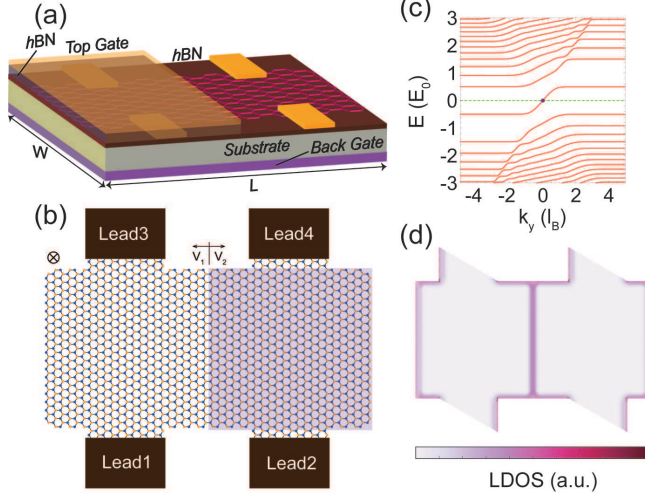 (a)
hBN
Top Gate
hBN
Substrate
Back Gate
W
L
(b)
Lead3
Lead4
V1
V2
Lead1
Lead2
(c)
E (E0)
3
2
1
0
-1
-2
-3
-4
-2
0
2
4
ky (lB)
(d)
LDOS (a.u.)